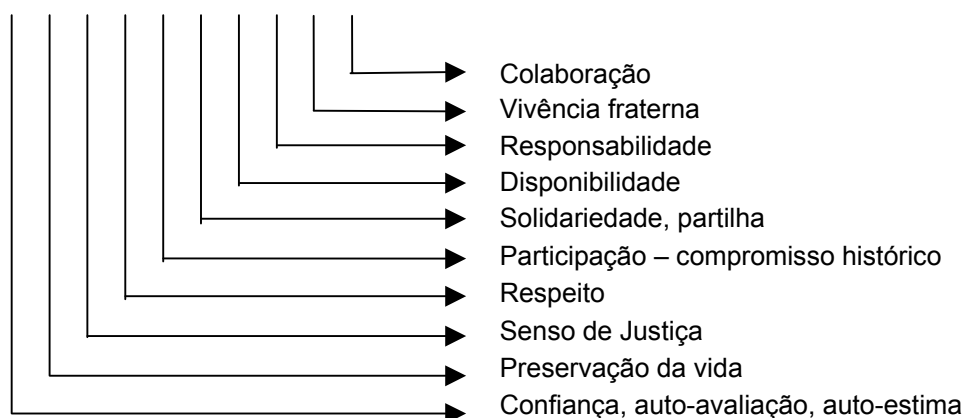 Colaboração
Vivência fraterna
Responsabilidade
Disponibilidade
Solidariedade, partilha
Participação – compromisso histórico
Respeito
Senso de Justiça
Preservação da vida
Confiança, auto-avaliação, auto-estima